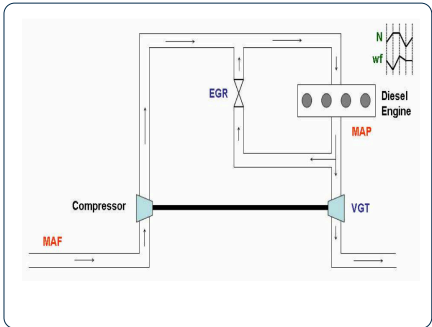 N
wf
EGR
Diesel
Engine
MAP
Compressor
VGT
MAF